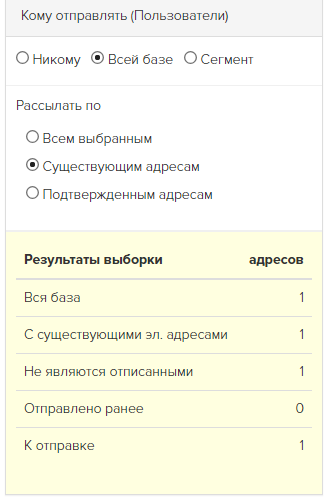 Кому отправлять (Пользователи)
Никому Всей базе Сегмент
Рассылать по
Всем выбранным
Существующим адресам
Подтвержденным адресам
Результаты выборки адресов
Вся база 1
С существующими эл. адресами 1
Не являются отписанными 1
Отправлено ранее 0
К отправке 1